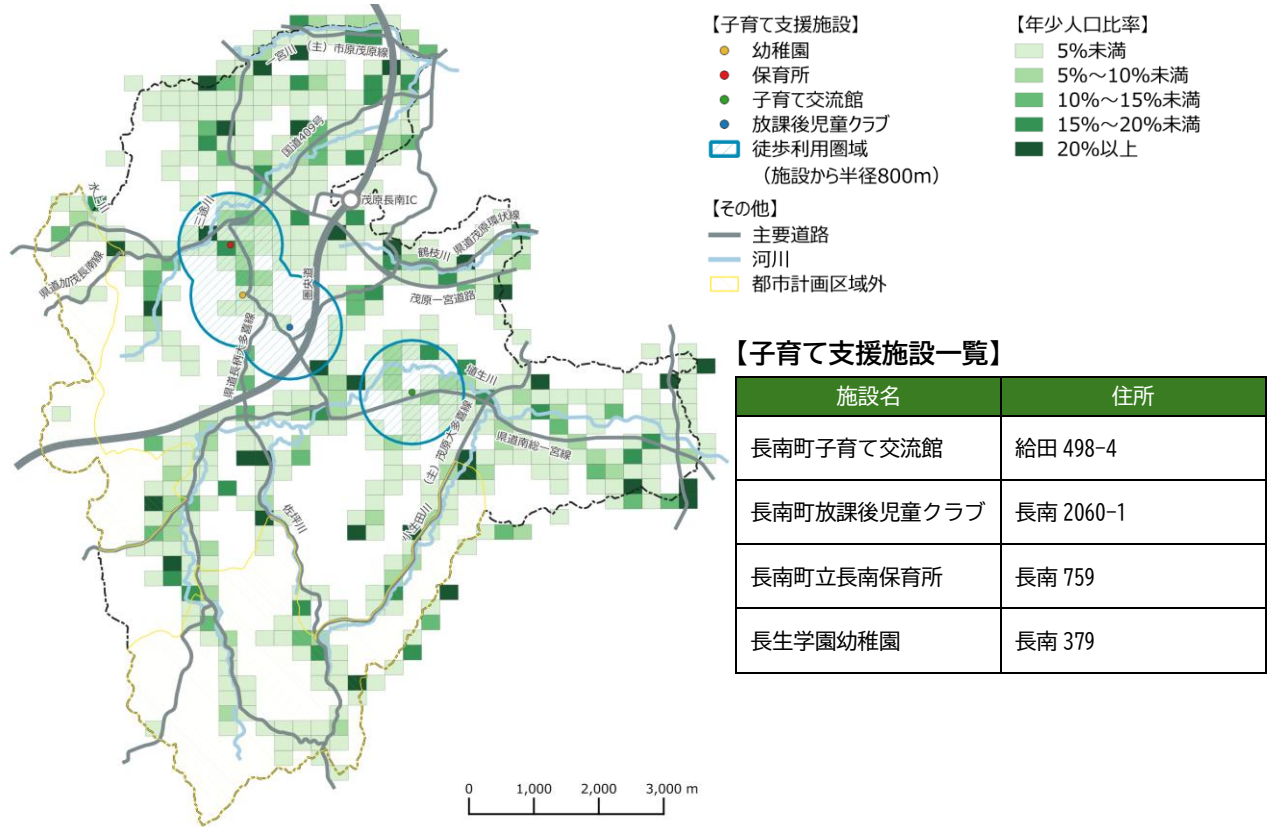 一宮川
(主)市原茂原線
国道409号
水上川
三途川
茂原長南IC
県道加茂長南線
鶴枝川
県道茂原環状線
圏央道
茂原一宮道路
県道長柄大多喜線
埴生川
(主)茂原大多喜線
県道南総一宮線
佐坪川
小生田川
0 1,000 2,000 3,000 m
【子育て支援施設】
幼稚園
保育所
子育て交流館
放課後児童クラブ
徒歩利用圏域
(施設から半径800m)
【その他】
主要道路
河川
都市計画区域外
【年少人口比率】
5%未満
5%~10%未満
10%~15%未満
15%~20%未満
20%以上
【子育て支援施設一覧】
施設名 住所
長南町子育て交流館 給田 498-4
長南町放課後児童クラブ 長南 2060-1
長南町立長南保育所 長南 759
長生学園幼稚園 長南 379